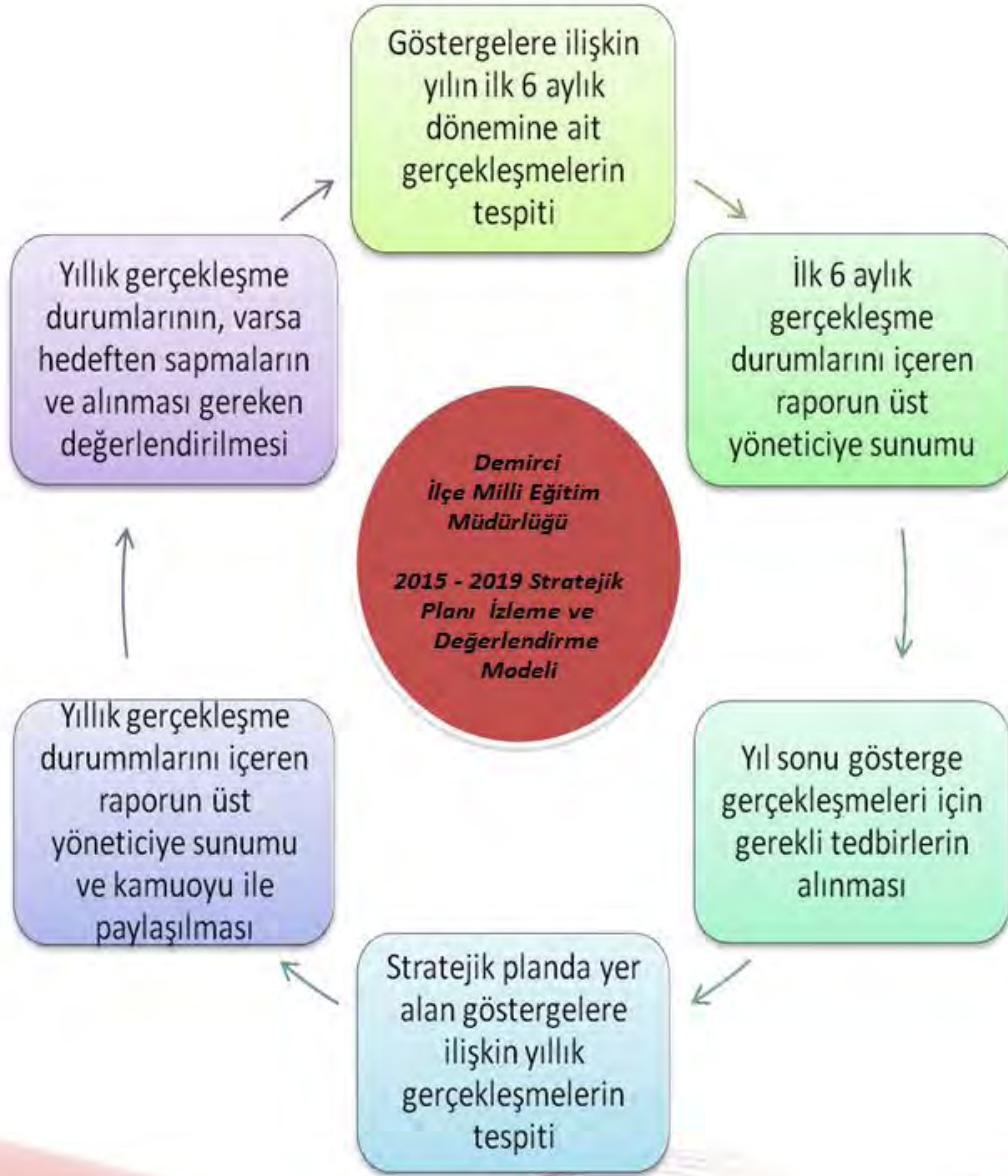 Göstergelere ilişkin
yılın ilk 6 aylık
dönemine ait
gerçekleşmelerin
tespiti
İlk 6 aylık
gerçekleşme
durumlarını içeren
raporun üst
yöneticiye sunumu
Yıl sonu gösterge
gerçekleşmeleri için
gerekli tedbirlerin
alınması
Stratejik planda yer
alan göstergelere
ilişkin yıllık
gerçekleşmelerin
tespiti
Yıllık gerçekleşme
durummlarını içeren
raporun üst
yöneticiye sunumu
ve kamuoyu ile
paylaşılması
Yıllık gerçekleşme
durumlarının, varsa
hedeften sapmaların
ve alınması gereken
değerlendirilmesi
Demirci
İlçe Milli Eğitim
Müdürlüğü
2015 - 2019 Stratejik
Planı İzleme ve
Değerlendirme
Modeli